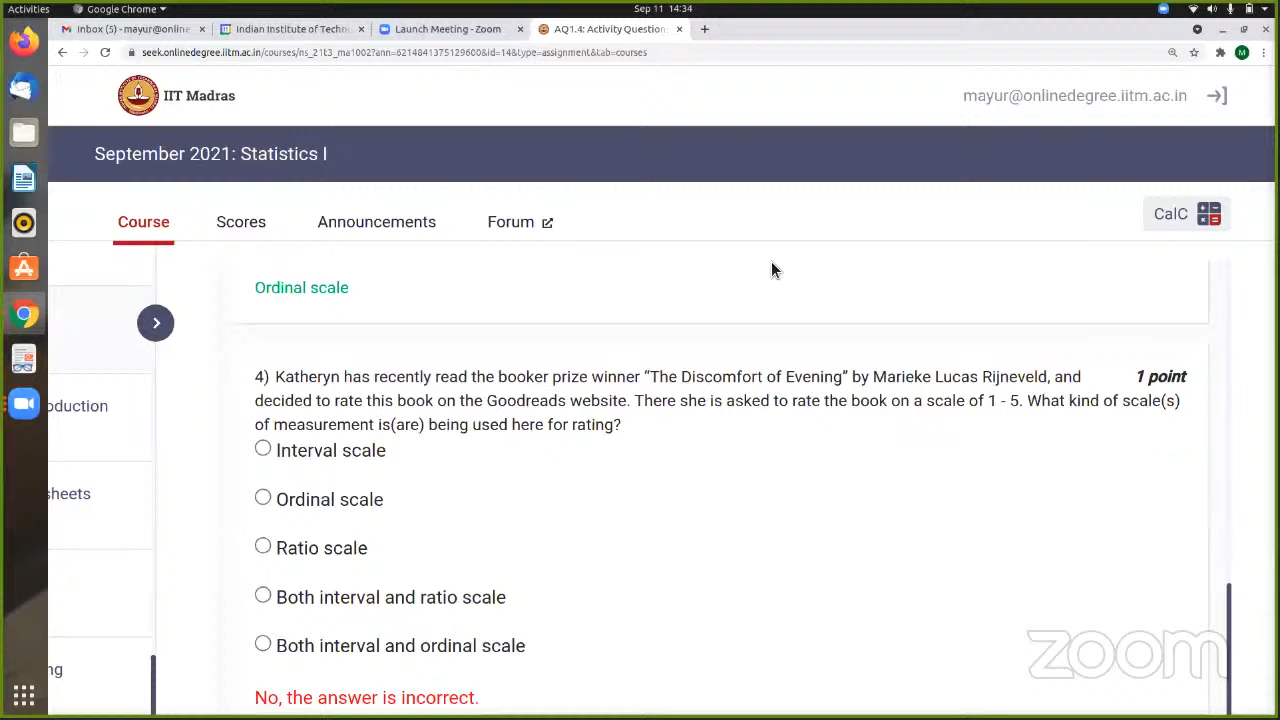 Activities
Google Chrome
Sep 11 14:34
Inbox (5) - mayur@online
Indian Institute of Techn
Launch Meeting - Zoom
AQ1.4: Activity Question
seek.onlinedegree.iitm.ac.in/courses/ns_21t3_ma1002?ann=6214841375129600&id=14&type=assignment&tab=courses
M
IIT Madras
mayur@onlinedegree.iitm.ac.in
September 2021: Statistics I
Course
Scores
Announcements
Forum
CalC
Ordinal scale
4) Katheryn has recently read the booker prize winner “The Discomfort of Evening” by Marieke Lucas Rijneveld, and
1 point
decided to rate this book on the Goodreads website. There she is asked to rate the book on a scale of 1 - 5. What kind of scale(s)
of measurement is(are) being used here for rating?
oduction
Interval scale
sheets
Ordinal scale
Ratio scale
Both interval and ratio scale
Both interval and ordinal scale
ng
zoom
No, the answer is incorrect.